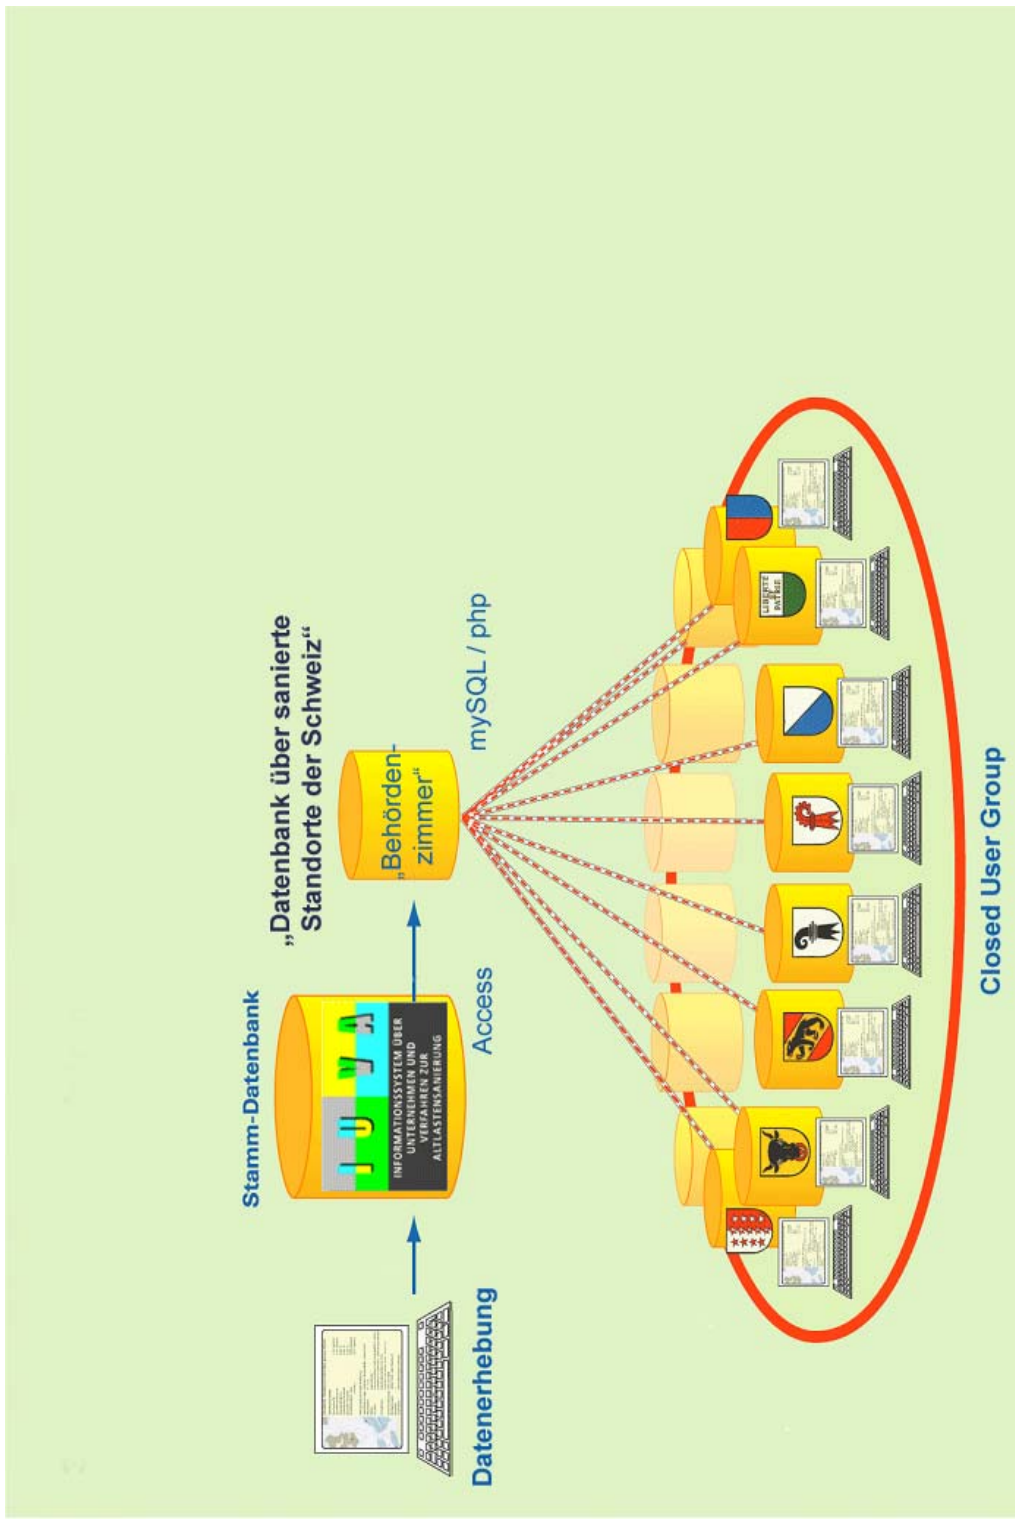 „Datenbank über sanierte
Standorte der Schweiz“
Stamm-Datenbank
I U V A
INFORMATIONSSYSTEM ÜBER
UNTERNEHMEN UND
VERFAHREN ZUR
ALTLASTENSANIERUNG
„Behörden-
zimmer“
Datenerhebung
Access
mySQL / php
LIBERTÉ
ET
PATRIE
Closed User Group